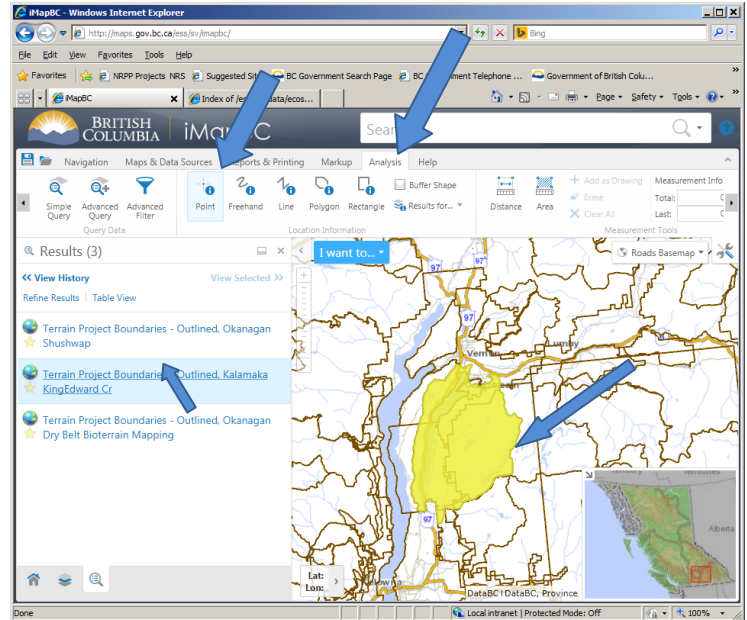 iMapBC - Windows Internet Explorer
http://maps.gov.bc.ca/ess/sv/imapbc/
Bing
File Edit View Favorites Tools Help
Favorites NRPP Projects NRS Suggested BC Government Search Page BC Telephone ... Government of British Colu...
iMapBC Index of
Page Safety Tools
BRITISH
COLUMBIA
Navigation Maps & Data Sources & Printing Markup Analysis Help
Simple Query
Advanced Query
Advanced Filter
Point Freehand Line Polygon Rectangle
Buffer Shape
Results for...
Distance Area
+ Add as Drawing
Erase
Clear All
Measurement Info
Total:
Last:
Query Data Location Information Measurement Tools
Results (3)
I want to...
Roads Basemap
<< View History View Selected >>
Refine Results | Table View
Terrain Project Boundaries - Outlined, Okanagan
Shushwap
Terrain Project Boundaries - Outlined, Kalamaka
KingEdward Cr
Terrain Project Boundaries - Outlined, Okanagan
Dry Belt Bioterrain Mapping
97
97
97
Vernon
Lumby
97
Territories
Alberta
Lat:
Lon:
DataBC|DataBC, Province
Done
Local intranet | Protected Mode: Off
100%